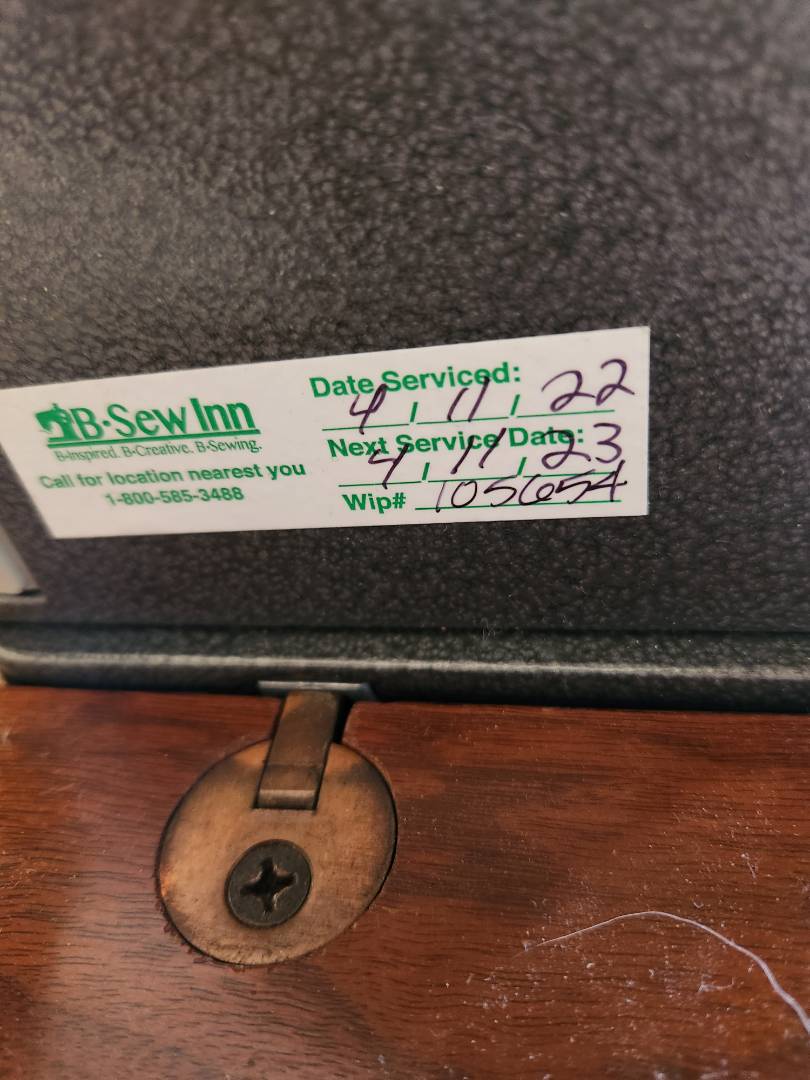 B·Sew Inn
B-Inspired. B-Creative. B-Sewing.
Call for location nearest you
1-800-585-3488
Date Serviced:
4 / 11 / 22
Next Service Date:
4 / 11 / 23
Wip# 105654